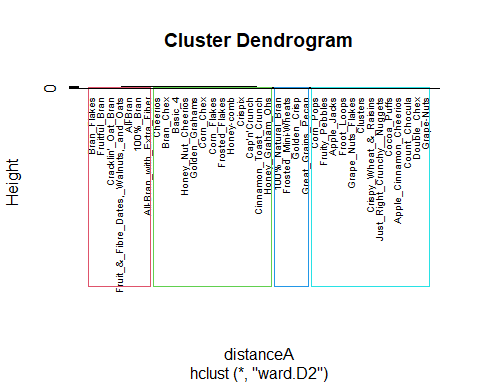 Cluster Dendrogram
Height
0
Bran_Flakes
Fruitful_Bran
Cracklin'_Oat_Bran
Fruit_&_Fibre_Dates,_Walnuts,_and_Oats
All-Bran
100%_Bran
All-Bran_with_Extra_Fiber
Cheerios
Bran_Chex
Basic_4
Honey_Nut_Cheerios
Golden_Grahams
Corn_Chex
Corn_Flakes
Frosted_Flakes
Honey-comb
Crispix
Cap'n'Crunch
Cinnamon_Toast_Crunch
Honey_Graham_Ohs
100%_Natural_Bran
Frosted_Mini-Wheats
Golden_Crisp
Great_Grains_Pecan
Corn_Pops
Fruity_Pebbles
Apple_Jacks
Froot_Loops
Grape_Nuts_Flakes
Clusters
Crispy_Wheat_&_Raisins
Just_Right_Crunchy__Nuggets
Cocoa_Puffs
Apple_Cinnamon_Cheerios
Count_Chocula
Double_Chex
Grape-Nuts
distanceA
hclust (*, "ward.D2")